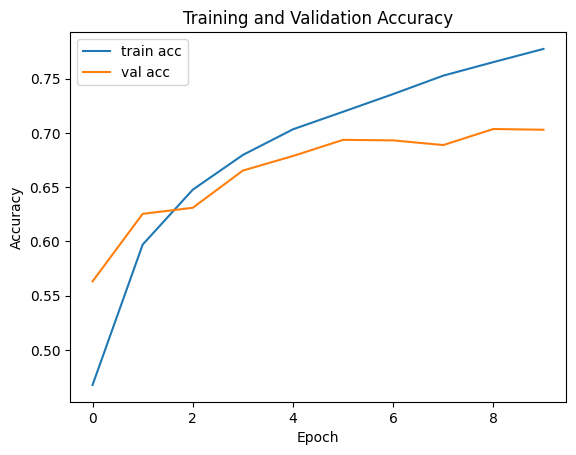 Training and Validation Accuracy
train acc
val acc
Accuracy
0.75
0.70
0.65
0.60
0.55
0.50
0 2 4 6 8
Epoch